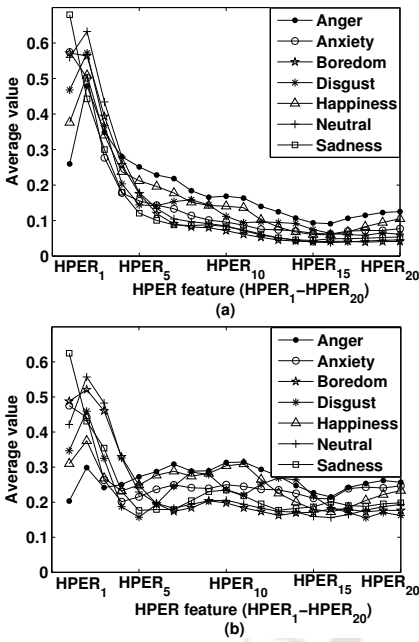 Average value
0.6
0.5
0.4
0.3
0.2
0.1
0
Anger
Anxiety
Boredom
Disgust
Happiness
Neutral
Sadness
HPER1 HPER5 HPER10 HPER15 HPER20
HPER feature (HPER1−HPER20)
(a)
Average value
0.6
0.5
0.4
0.3
0.2
0.1
0
Anger
Anxiety
Boredom
Disgust
Happiness
Neutral
Sadness
HPER1 HPER5 HPER10 HPER15 HPER20
HPER feature (HPER1−HPER20)
(b)